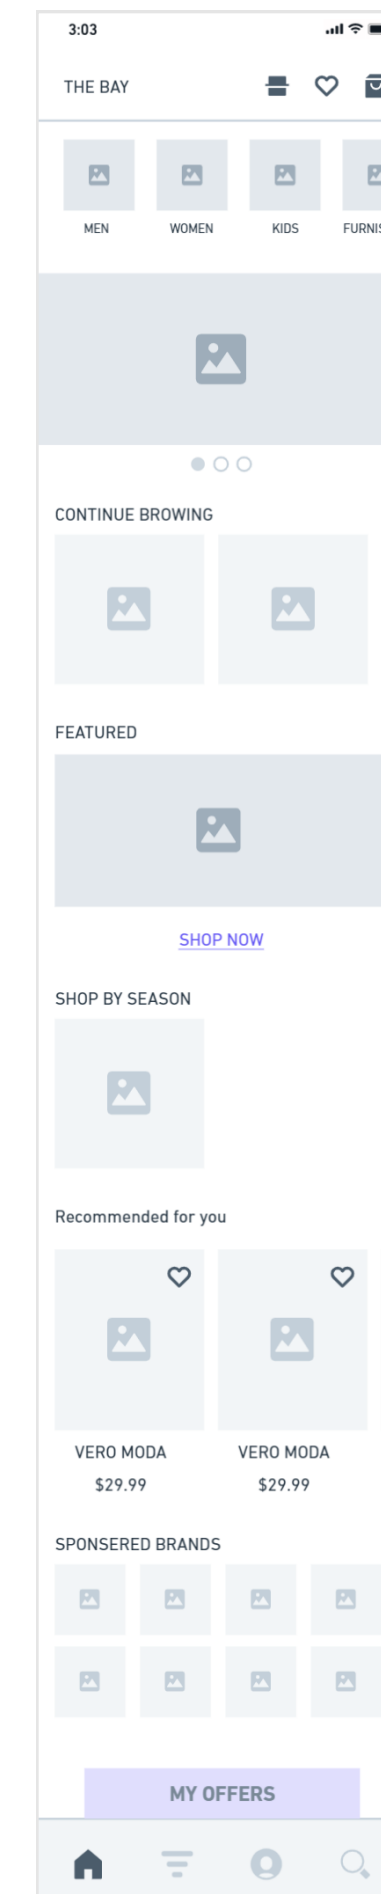 3:03
THE BAY
MEN WOMEN KIDS FURNIS
CONTINUE BROWING
FEATURED
SHOP NOW
SHOP BY SEASON
Recommended for you
VERO MODA VERO MODA
$29.99 $29.99
SPONSERED BRANDS
MY OFFERS